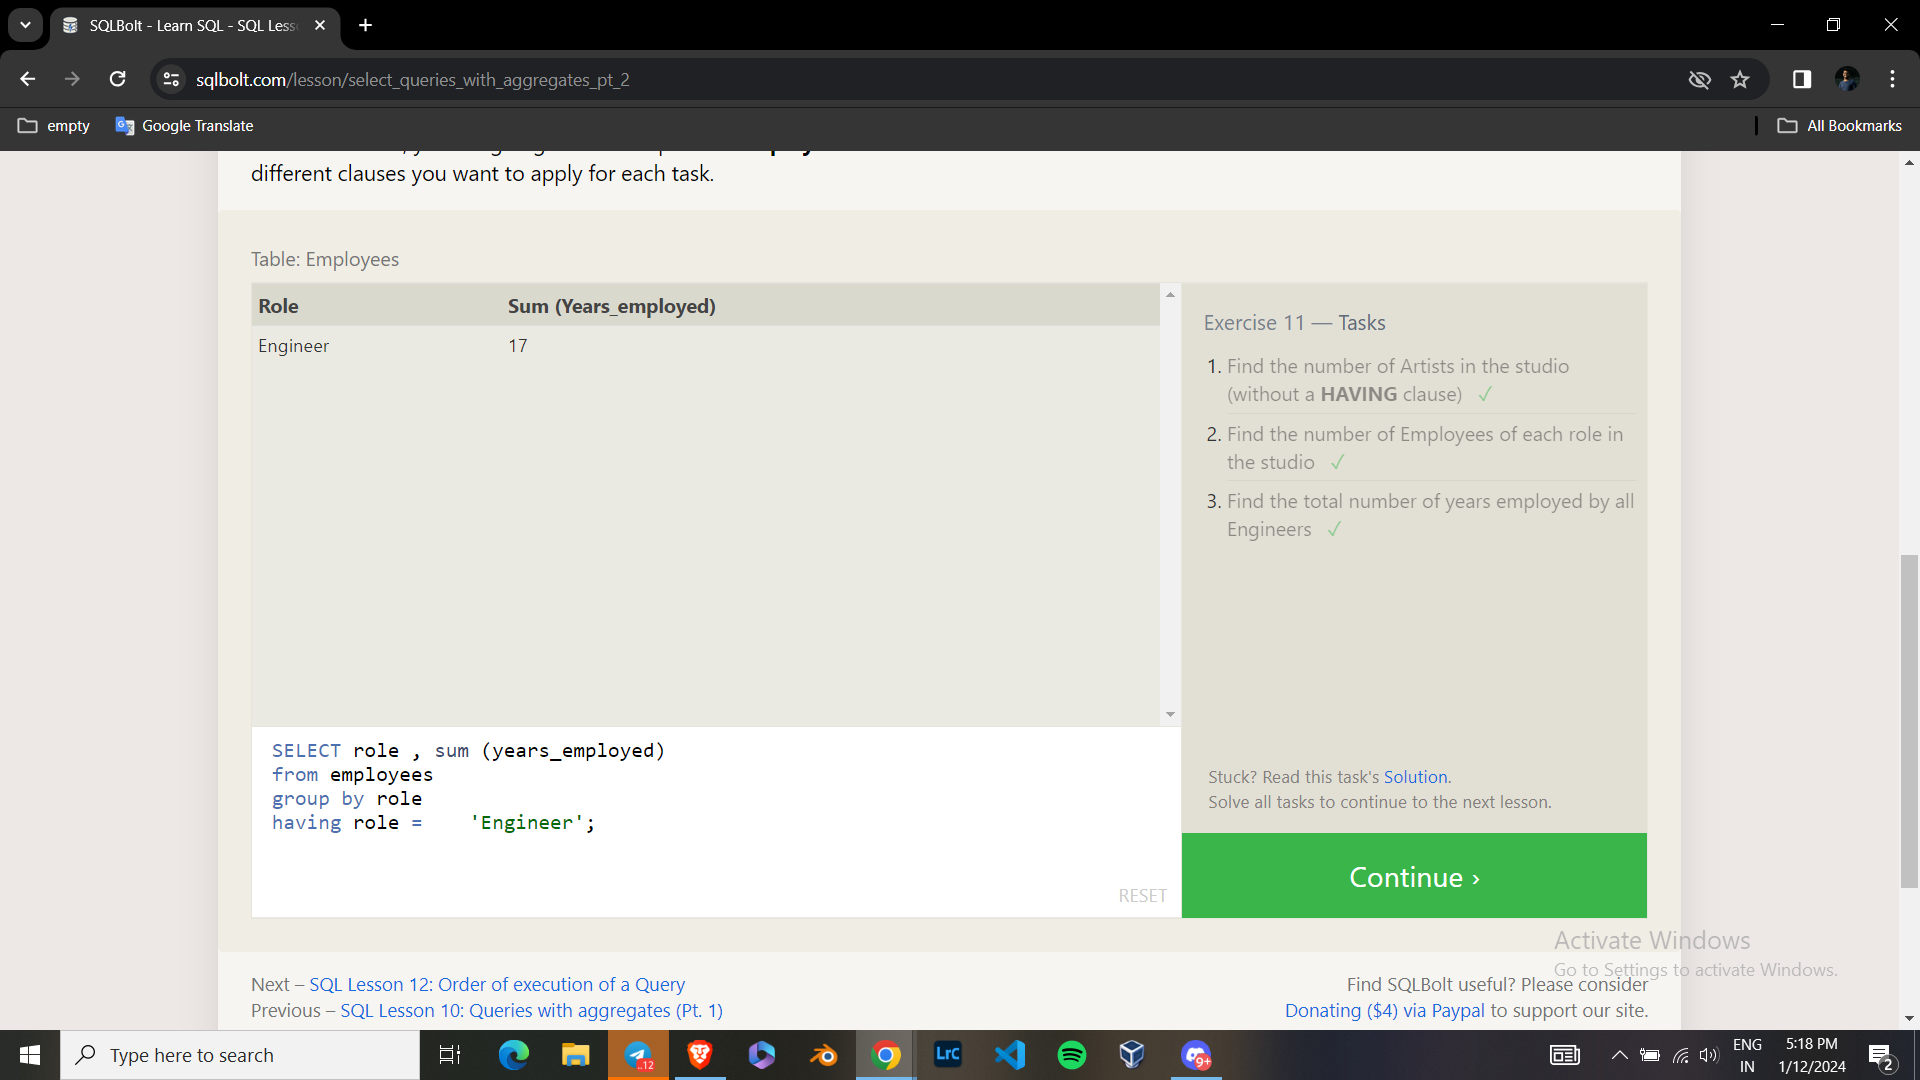 SQLBolt - Learn SQL - SQL Less
sqlbolt.com/lesson/select_queries_with_aggregates_pt_2
empty
Google Translate
All Bookmarks
different clauses you want to apply for each task.
Table: Employees
Role Sum (Years_employed)
Engineer 17
Exercise 11 — Tasks
1. Find the number of Artists in the studio
(without a HAVING clause) ✓
2. Find the number of Employees of each role in
the studio ✓
3. Find the total number of years employed by all
Engineers ✓
SELECT role , sum (years_employed)
from employees
group by role
having role =    'Engineer';
RESET
Stuck? Read this task's Solution.
Solve all tasks to continue to the next lesson.
Continue ›
Activate Windows
Go to Settings to activate Windows.
Next – SQL Lesson 12: Order of execution of a Query
Previous – SQL Lesson 10: Queries with aggregates (Pt. 1)
Find SQLBolt useful? Please consider
Donating ($4) via Paypal to support our site.
Type here to search
..12
LrC
9+
ENG
IN
5:18 PM
1/12/2024
2